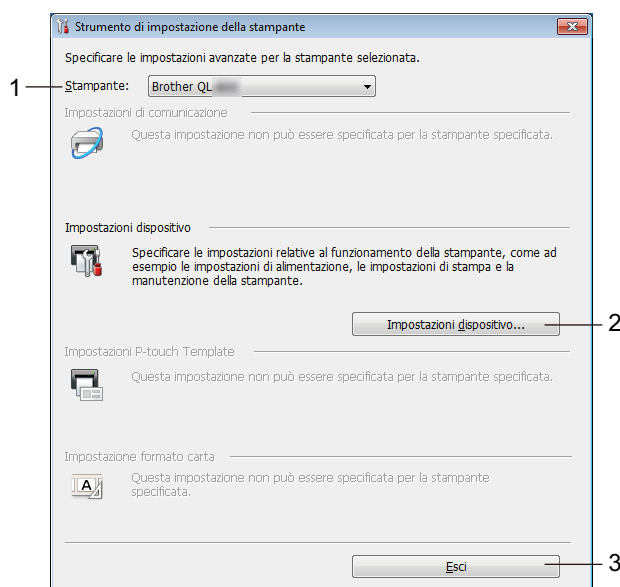 Strumento di impostazione della stampante
Specificare le impostazioni avanzate per la stampante selezionata.
1
Stampante: Brother QL
Impostazioni di comunicazione
Questa impostazione non può essere specificata per la stampante specificata.
Impostazioni dispositivo
Specificare le impostazioni relative al funzionamento della stampante, come ad
esempio le impostazioni di alimentazione, le impostazioni di stampa e la
manutenzione della stampante.
Impostazioni dispositivo...
2
Impostazioni P-touch Template
Questa impostazione non può essere specificata per la stampante specificata.
Impostazione formato carta
Questa impostazione non può essere specificata per la stampante
specificata.
A
Esci
3